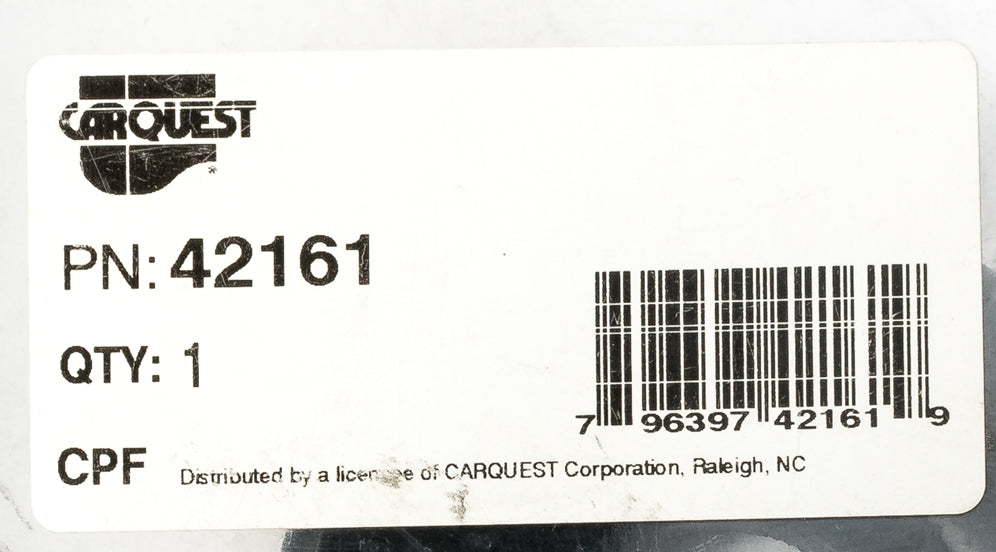 CARQUEST
PN: 42161
QTY: 1
7 96397 42161 9
CPF Distributed by a licensee of CARQUEST Corporation, Raleigh, NC